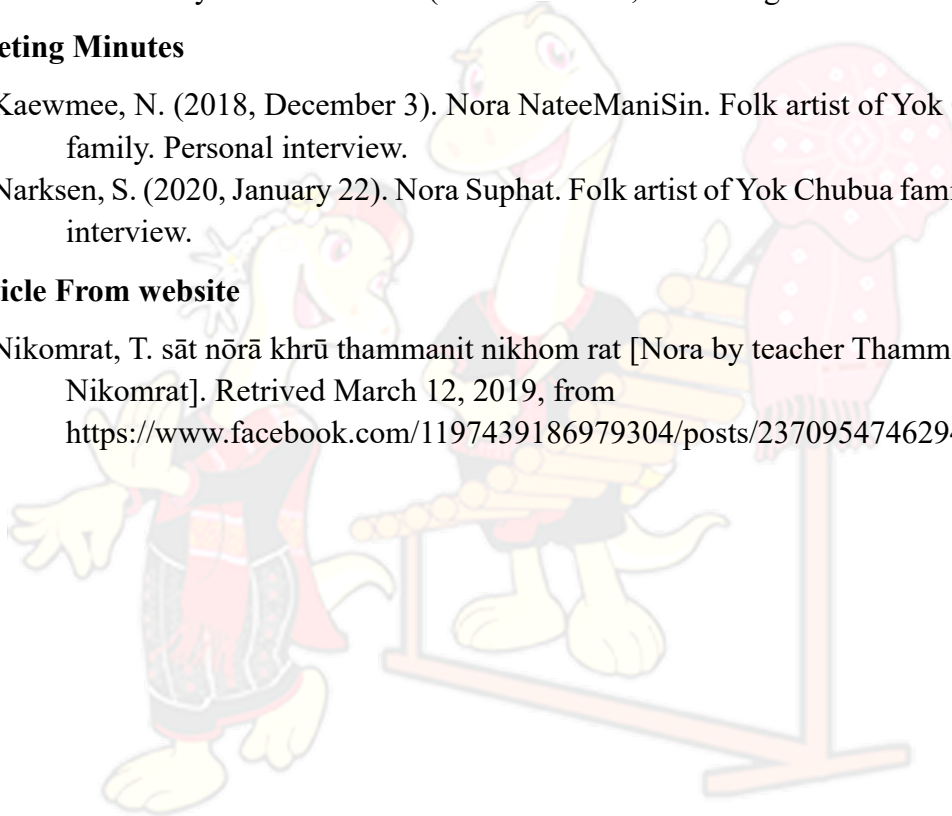 eting Minutes
Kaewmee, N. (2018, December 3). Nora NateeManiSin. Folk artist of Yok
family. Personal interview.
Narksen, S. (2020, January 22). Nora Suphat. Folk artist of Yok Chubua fam
interview.
icle From website
Nikomrat, T. sāt nōrā khrū thammanit nikhom rat [Nora by teacher Thamm
Nikomrat]. Retrived March 12, 2019, from
https://www.facebook.com/1197439186979304/posts/237095474629